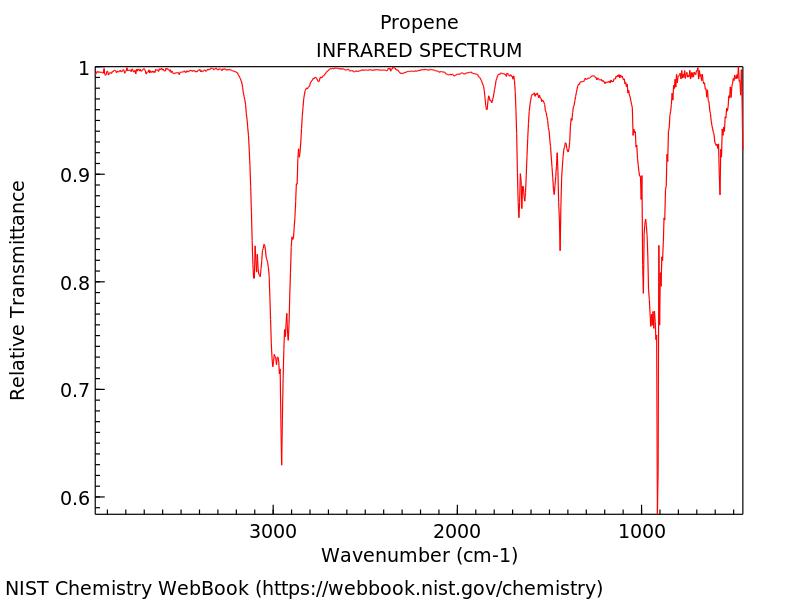 Propene
INFRARED SPECTRUM
1
0.9
0.8
0.7
0.6
Relative Transmittance
3000 2000 1000
Wavenumber (cm-1)
NIST Chemistry WebBook (https://webbook.nist.gov/chemistry)